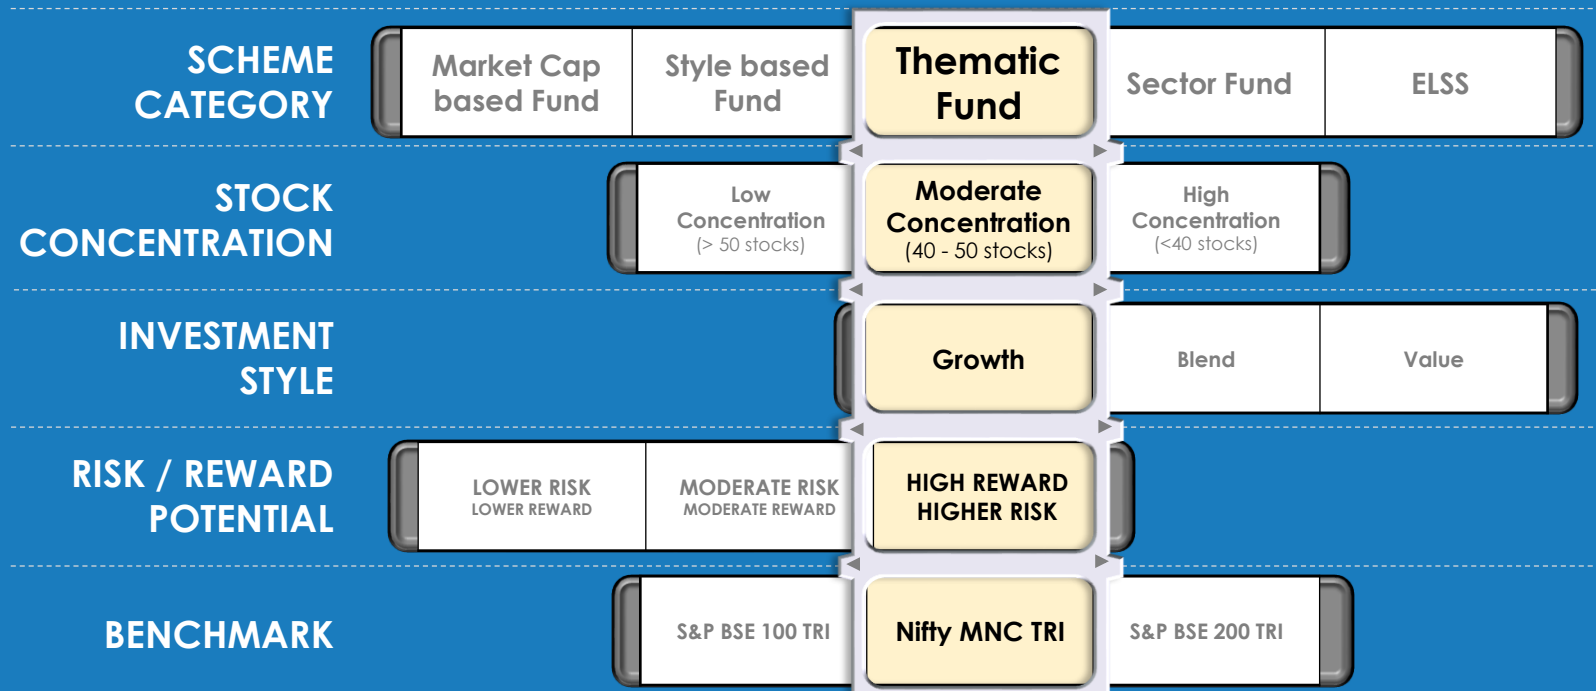 SCHEME
CATEGORY
Market Cap
based Fund
Style based
Fund
Thematic
Fund
Sector Fund
ELSS
STOCK
CONCENTRATION
Low
Concentration
(> 50 stocks)
Moderate
Concentration
(40 - 50 stocks)
High
Concentration
(<40 stocks)
INVESTMENT
STYLE
Growth
Blend
Value
RISK / REWARD
POTENTIAL
LOWER RISK
LOWER REWARD
MODERATE RISK
MODERATE REWARD
HIGH REWARD
HIGHER RISK
BENCHMARK
S&P BSE 100 TRI
Nifty MNC TRI
S&P BSE 200 TRI